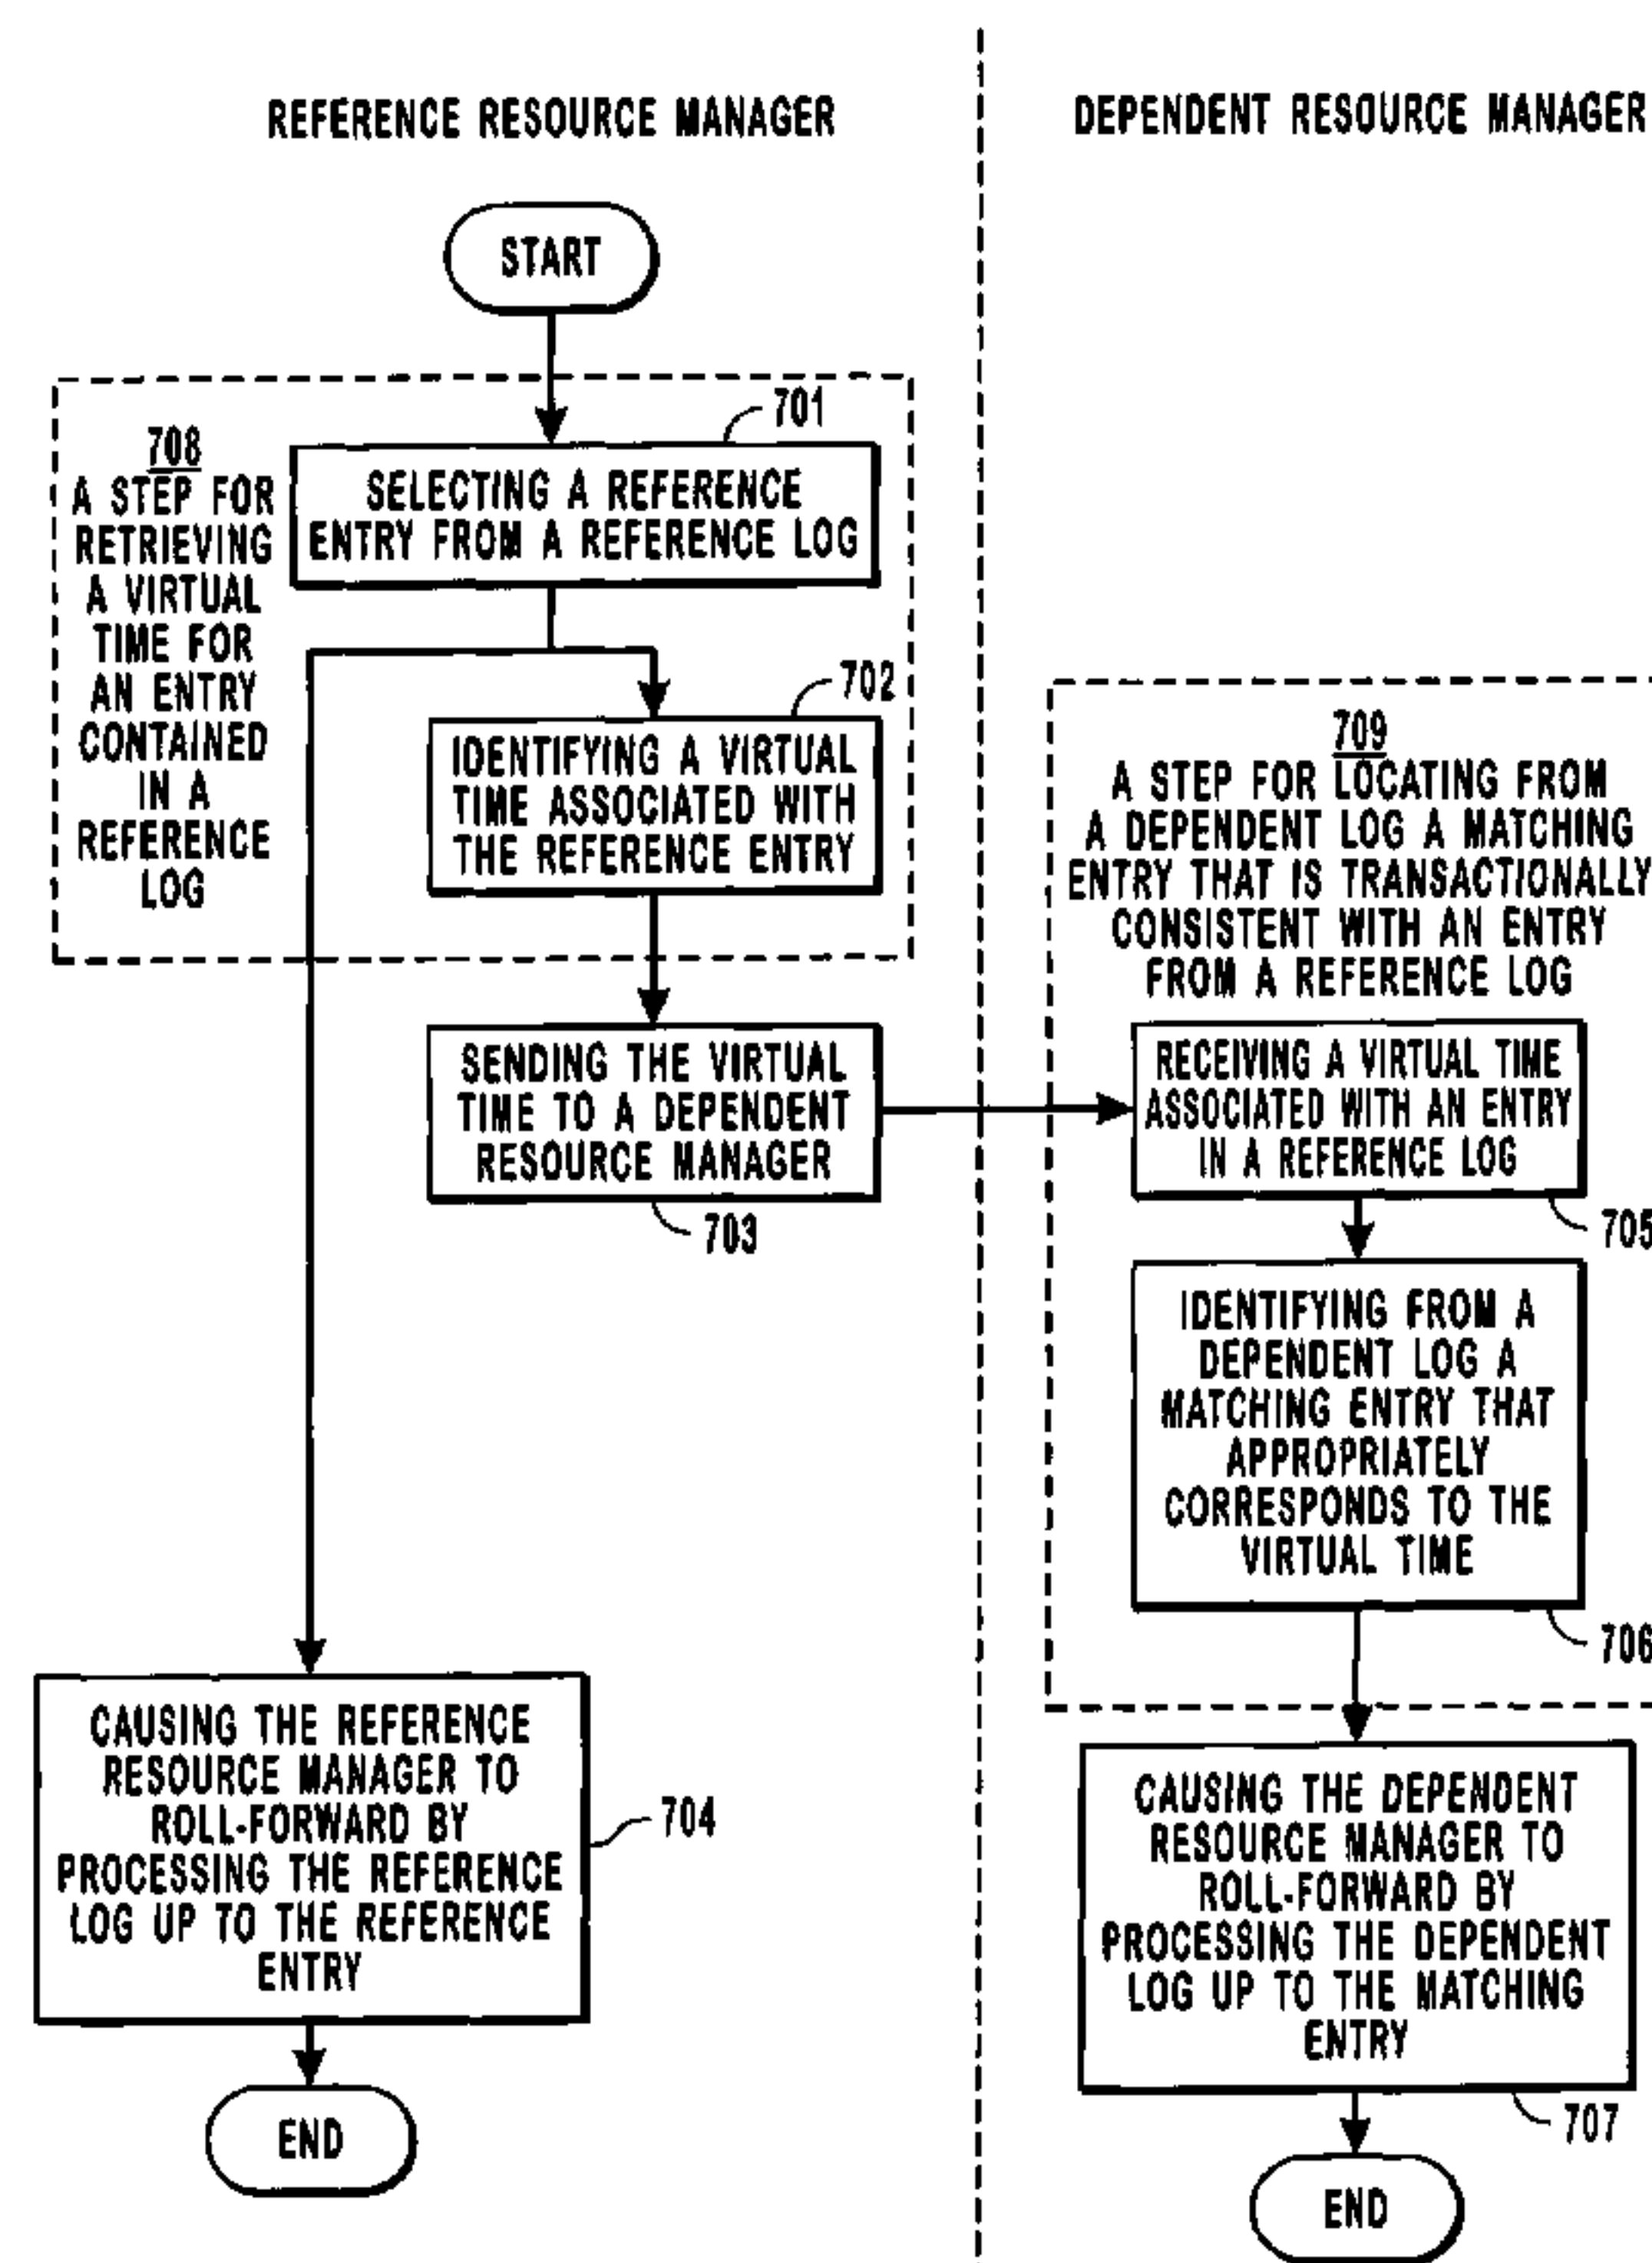 REFERENCE RESOURCE MANAGER
DEPENDENT RESOURCE MANAGER
START
701
708
A STEP FOR
RETRIEVING
A VIRTUAL
TIME FOR
AN ENTRY
CONTAINED
IN A
REFERENCE
LOG
SELECTING A REFERENCE
ENTRY FROM A REFERENCE LOG
702
IDENTIFYING A VIRTUAL
TIME ASSOCIATED WITH
THE REFERENCE ENTRY
SENDING THE VIRTUAL
TIME TO A DEPENDENT
RESOURCE MANAGER
703
709
A STEP FOR LOCATING FROM
A DEPENDENT LOG A MATCHING
ENTRY THAT IS TRANSACTIONALLY
CONSISTENT WITH AN ENTRY
FROM A REFERENCE LOG
RECEIVING A VIRTUAL TIME
ASSOCIATED WITH AN ENTRY
IN A REFERENCE LOG
705
IDENTIFYING FROM A
DEPENDENT LOG A
MATCHING ENTRY THAT
APPROPRIATELY
CORRESPONDS TO THE
VIRTUAL TIME
706
CAUSING THE REFERENCE
RESOURCE MANAGER TO
ROLL-FORWARD BY
PROCESSING THE REFERENCE
LOG UP TO THE REFERENCE
ENTRY
704
END
CAUSING THE DEPENDENT
RESOURCE MANAGER TO
ROLL-FORWARD BY
PROCESSING THE DEPENDENT
LOG UP TO THE MATCHING
ENTRY
707
END